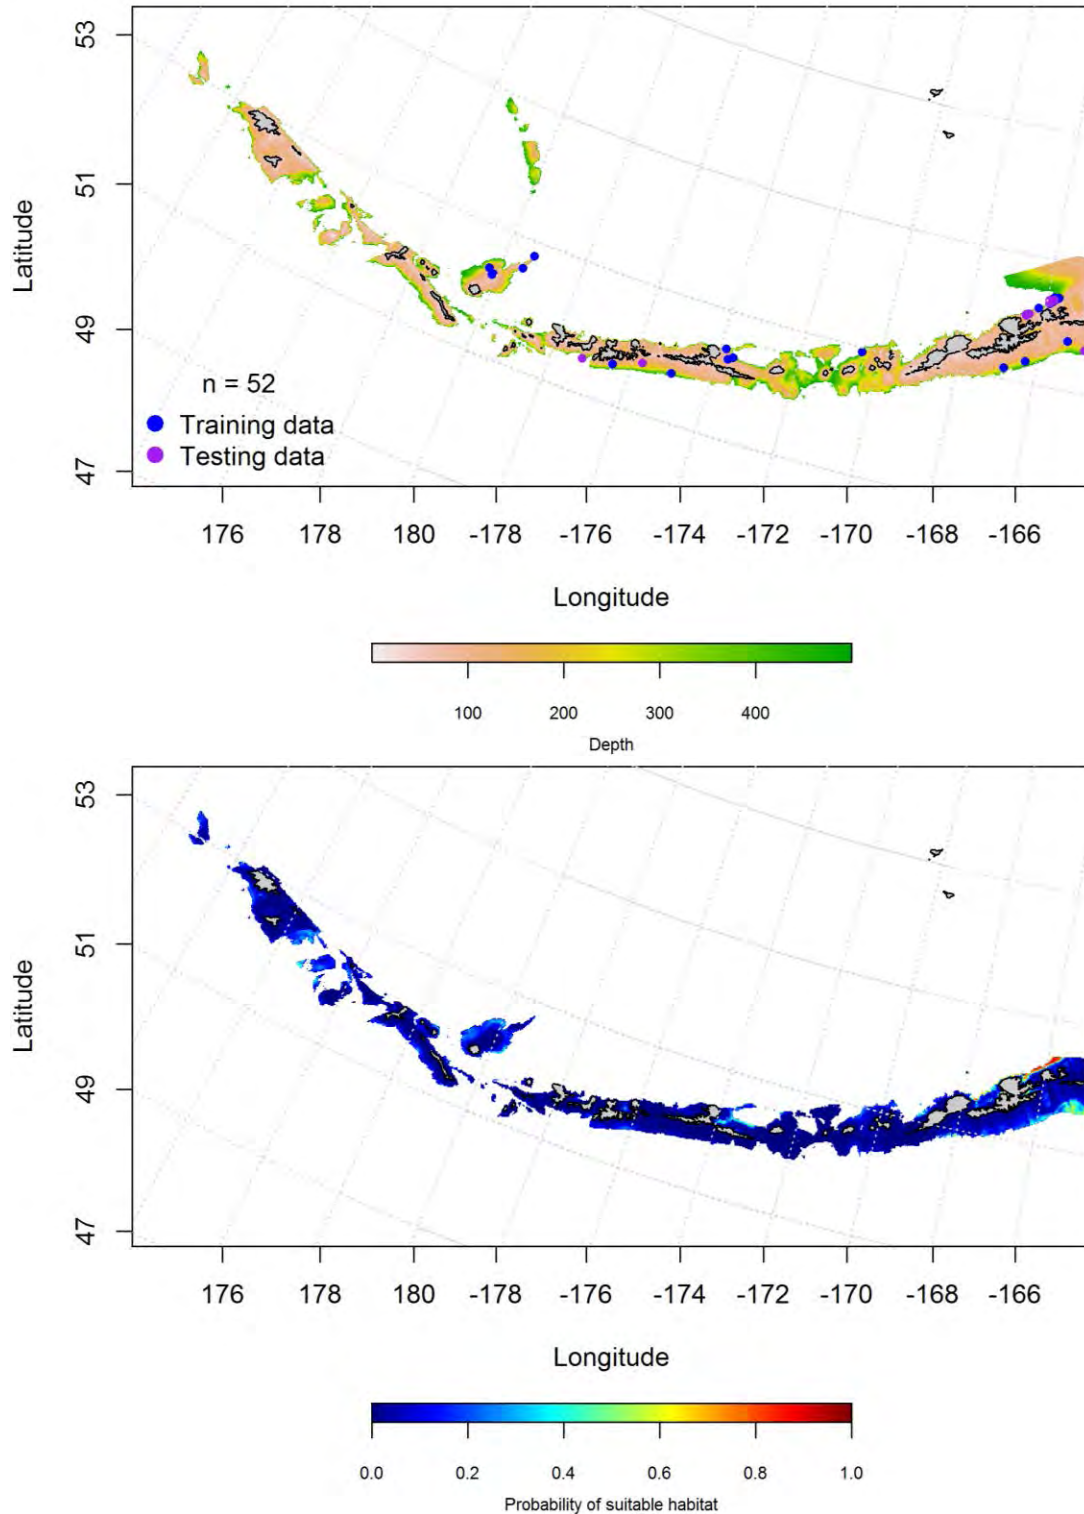 53
51
49
47
Latitude
n = 52
Training data
Testing data
176 178 180 -178 -176 -174 -172 -170 -168 -166
Longitude
100 200 300 400
Depth
53
51
49
47
Latitude
176 178 180 -178 -176 -174 -172 -170 -168 -166
Longitude
0.0 0.2 0.4 0.6 0.8 1.0
Probability of suitable habitat